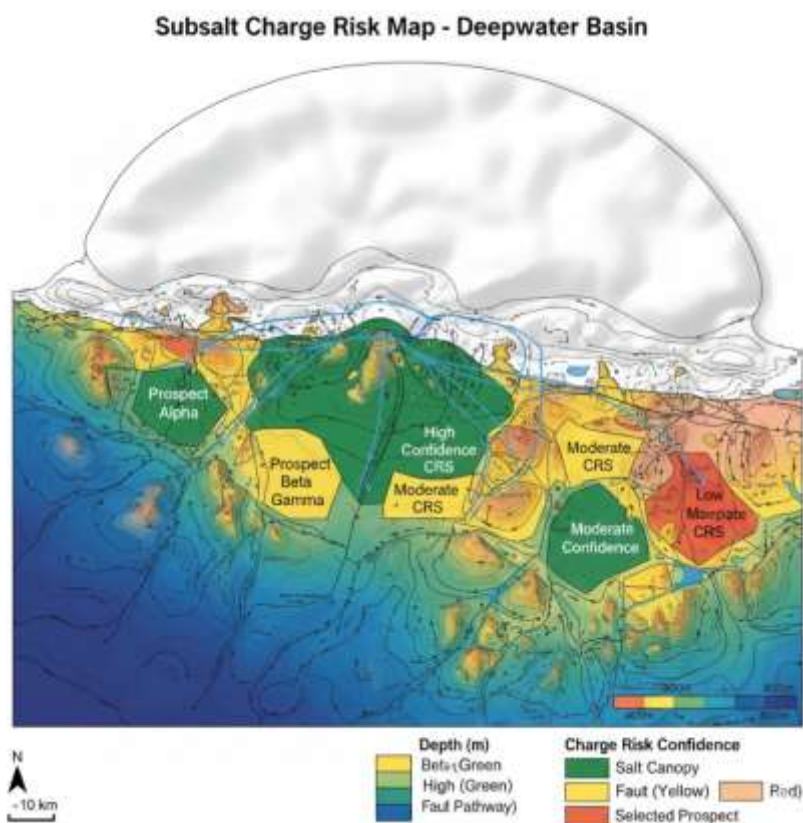 Subsalt Charge Risk Map - Deepwater Basin
Prospect
Alpha
High
Confidence
CRS
Prospect
Beta
Gamma
Moderate
CRS
Moderate
CRS
Moderate
Confidence
Low
CRS
N
~10 km
Depth (m)
Green
High (Green)
Faul Pathway)
Charge Risk Confidence
Salt Canopy
Faut (Yellow)
Selected Prospect